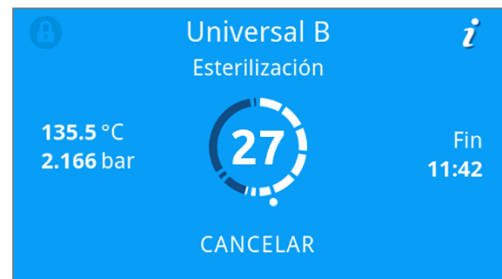 Universal B
i
Esterilización
135.5 °C
2.166 bar
27
Fin
11:42
CANCELAR